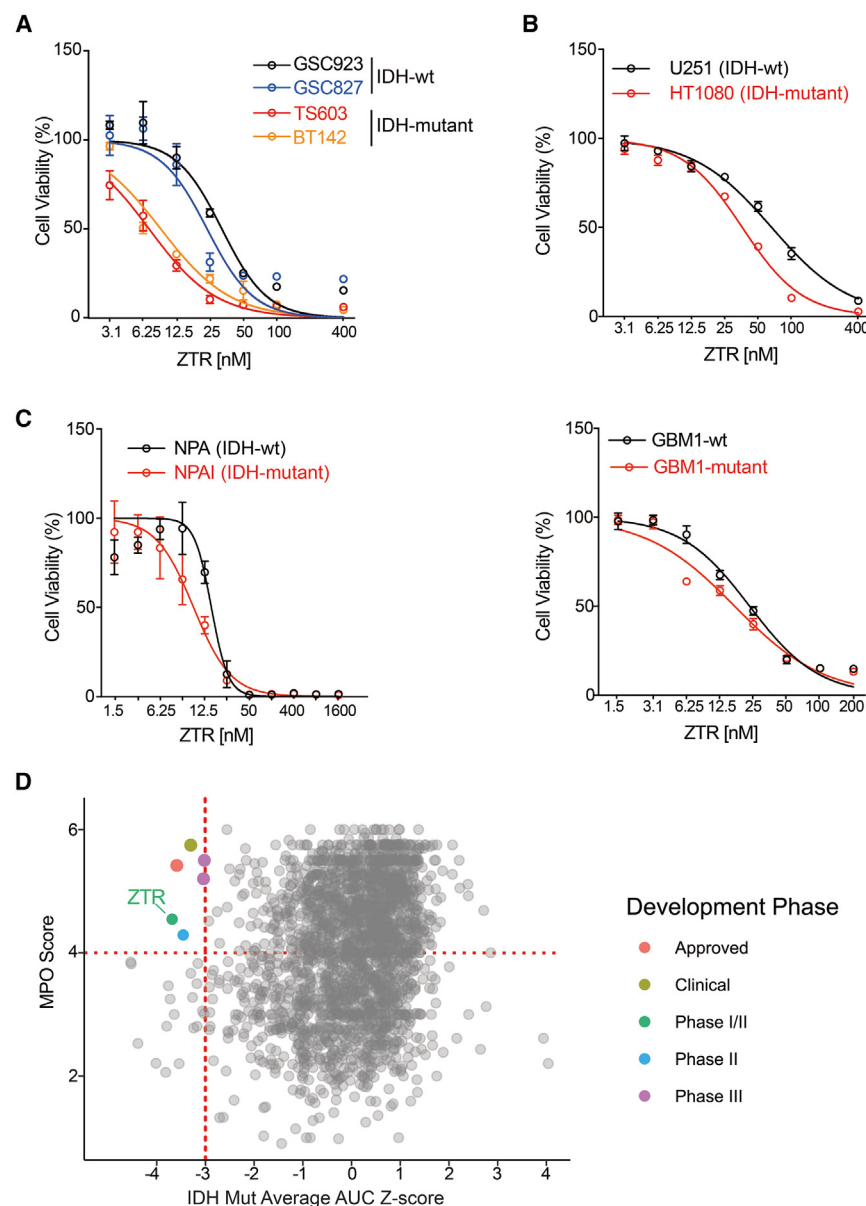 A
150
100
50
0
Cell Viability (%)
GSC923
GSC827
IDH-wt
TS603
BT142
IDH-mutant
3.1 6.25 12.5 25 50 100 400
ZTR [nM]
B
150
100
50
0
Cell Viability (%)
U251 (IDH-wt)
HT1080 (IDH-mutant)
3.1 6.25 12.5 25 50 100 400
ZTR [nM]
C
150
100
50
0
Cell Viability (%)
NPA (IDH-wt)
NPAI (IDH-mutant)
1.5 6.25 12.5 50 400 1600
ZTR [nM]
150
100
50
0
Cell Viability (%)
GBM1-wt
GBM1-mutant
1.5 3.1 6.25 12.5 25 50 100 200
ZTR [nM]
D
6
4
2
MPO Score
ZTR
-4 -3 -2 -1 0 1 2 3 4
IDH Mut Average AUC Z-score
Development Phase
Approved
Clinical
Phase I/II
Phase II
Phase III